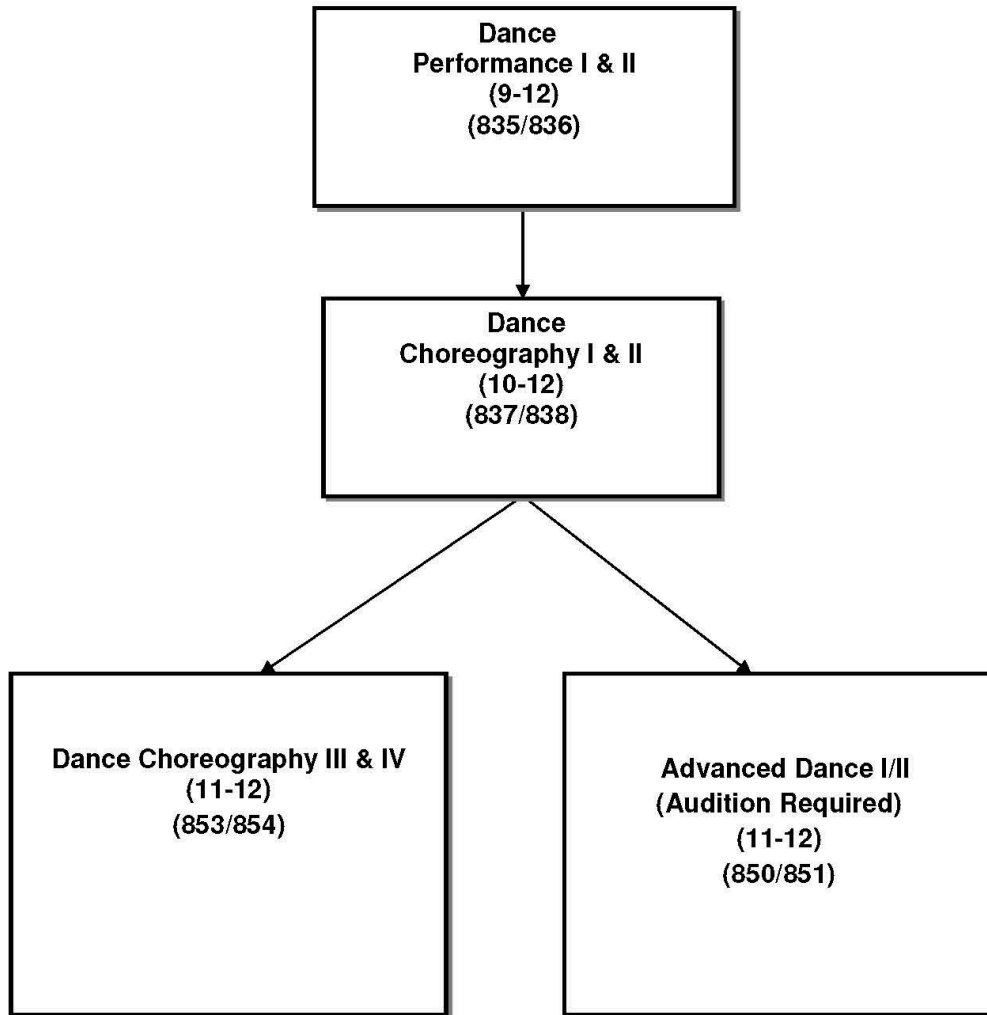 Dance
Performance I & II
(9-12)
(835/836)
Dance
Choreography I & II
(10-12)
(837/838)
Dance Choreography III & IV
(11-12)
(853/854)
Advanced Dance I/II
(Audition Required)
(11-12)
(850/851)